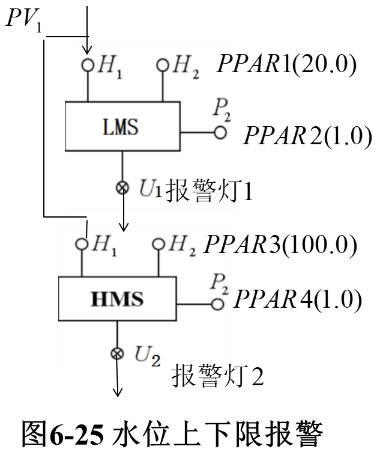 PV₁
H₁ H₂ PPAR1(20.0)
P₂
LMS PPAR2(1.0)
U₁报警灯1
H₁ H₂ PPAR3(100.0)
P₂
HMS PPAR4(1.0)
U₂
报警灯2
图6-25 水位上下限报警